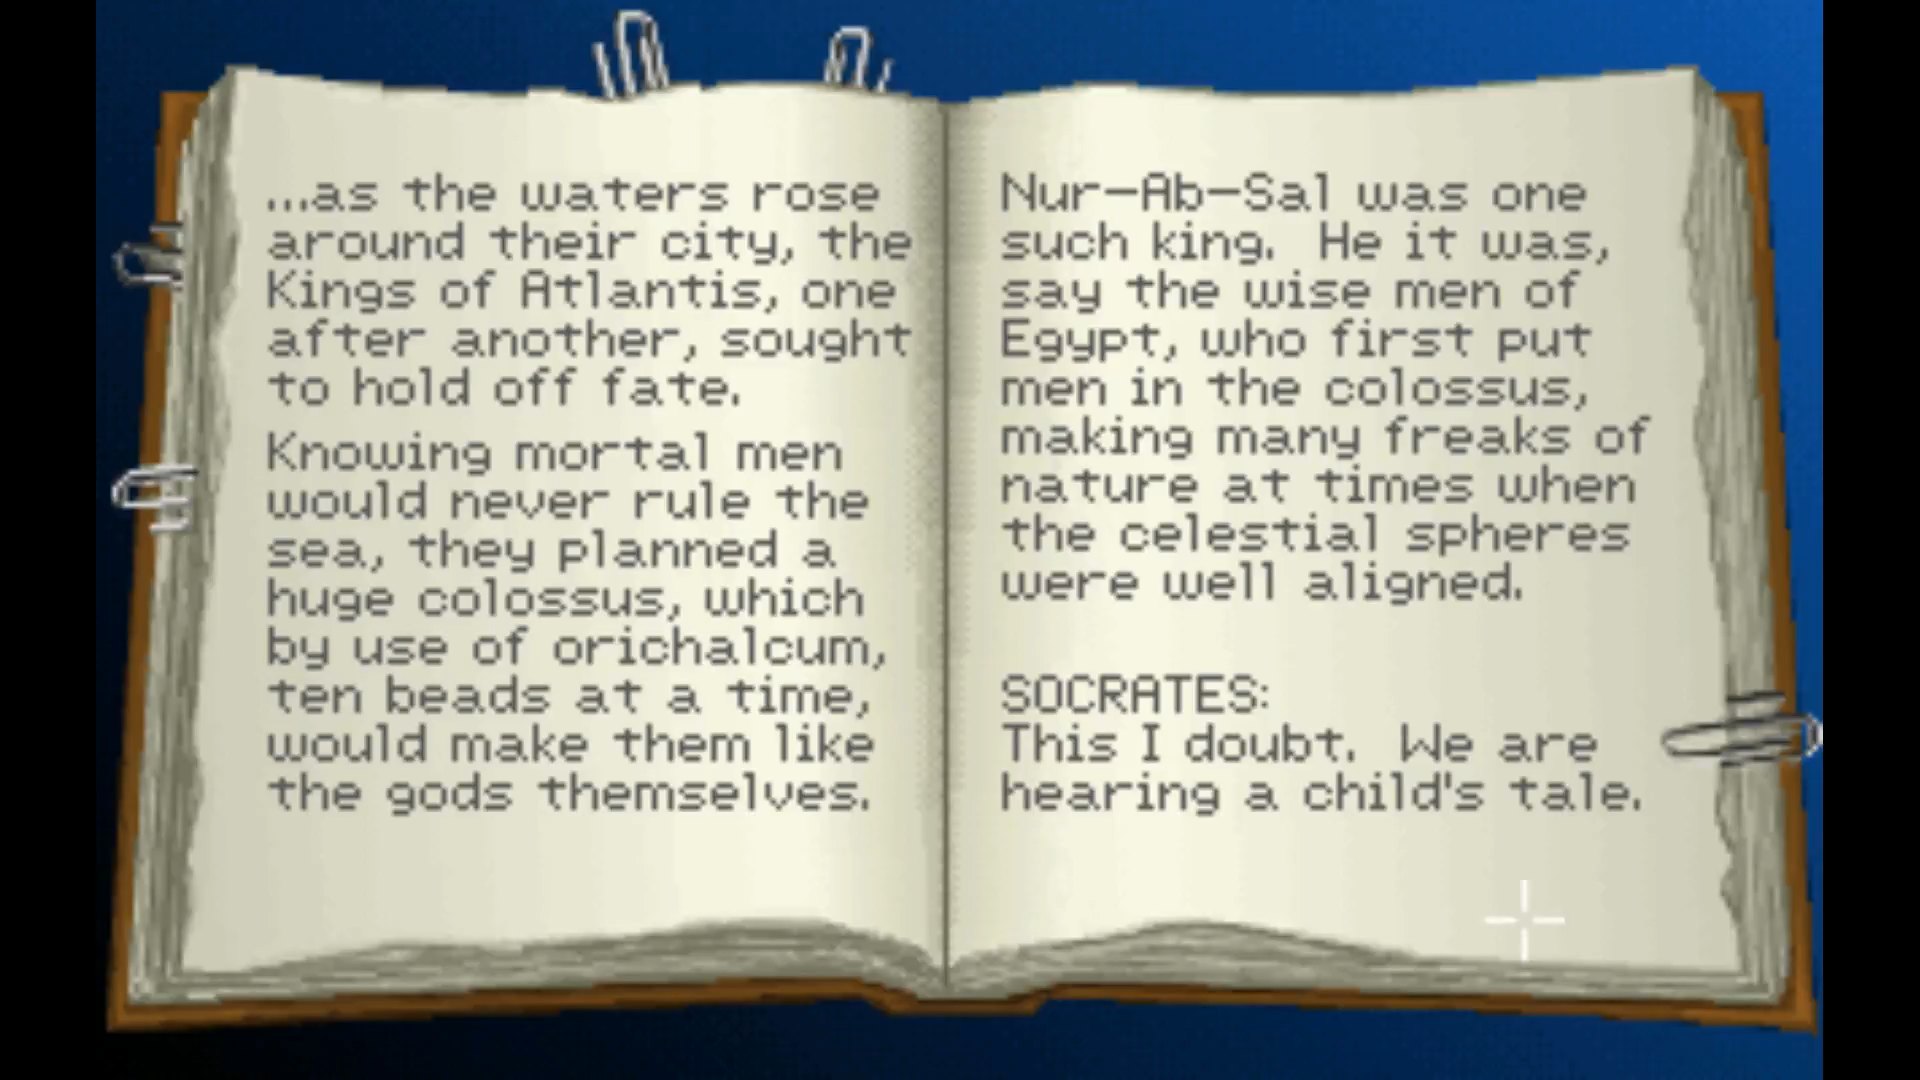 ...as the waters rose
around their city, the
Kings of Atlantis, one
after another, sought
to hold off fate.
Knowing mortal men
would never rule the
sea, they planned a
huge colossus, which
by use of orichalcum,
ten beads at a time,
would make them like
the gods themselves.
Nur-Ab-Sal was one
such king.  He it was,
say the wise men of
Egypt, who first put
men in the colossus,
making many freaks of
nature at times when
the celestial spheres
were well aligned.
SOCRATES:
This I doubt.  We are
hearing a child's tale.